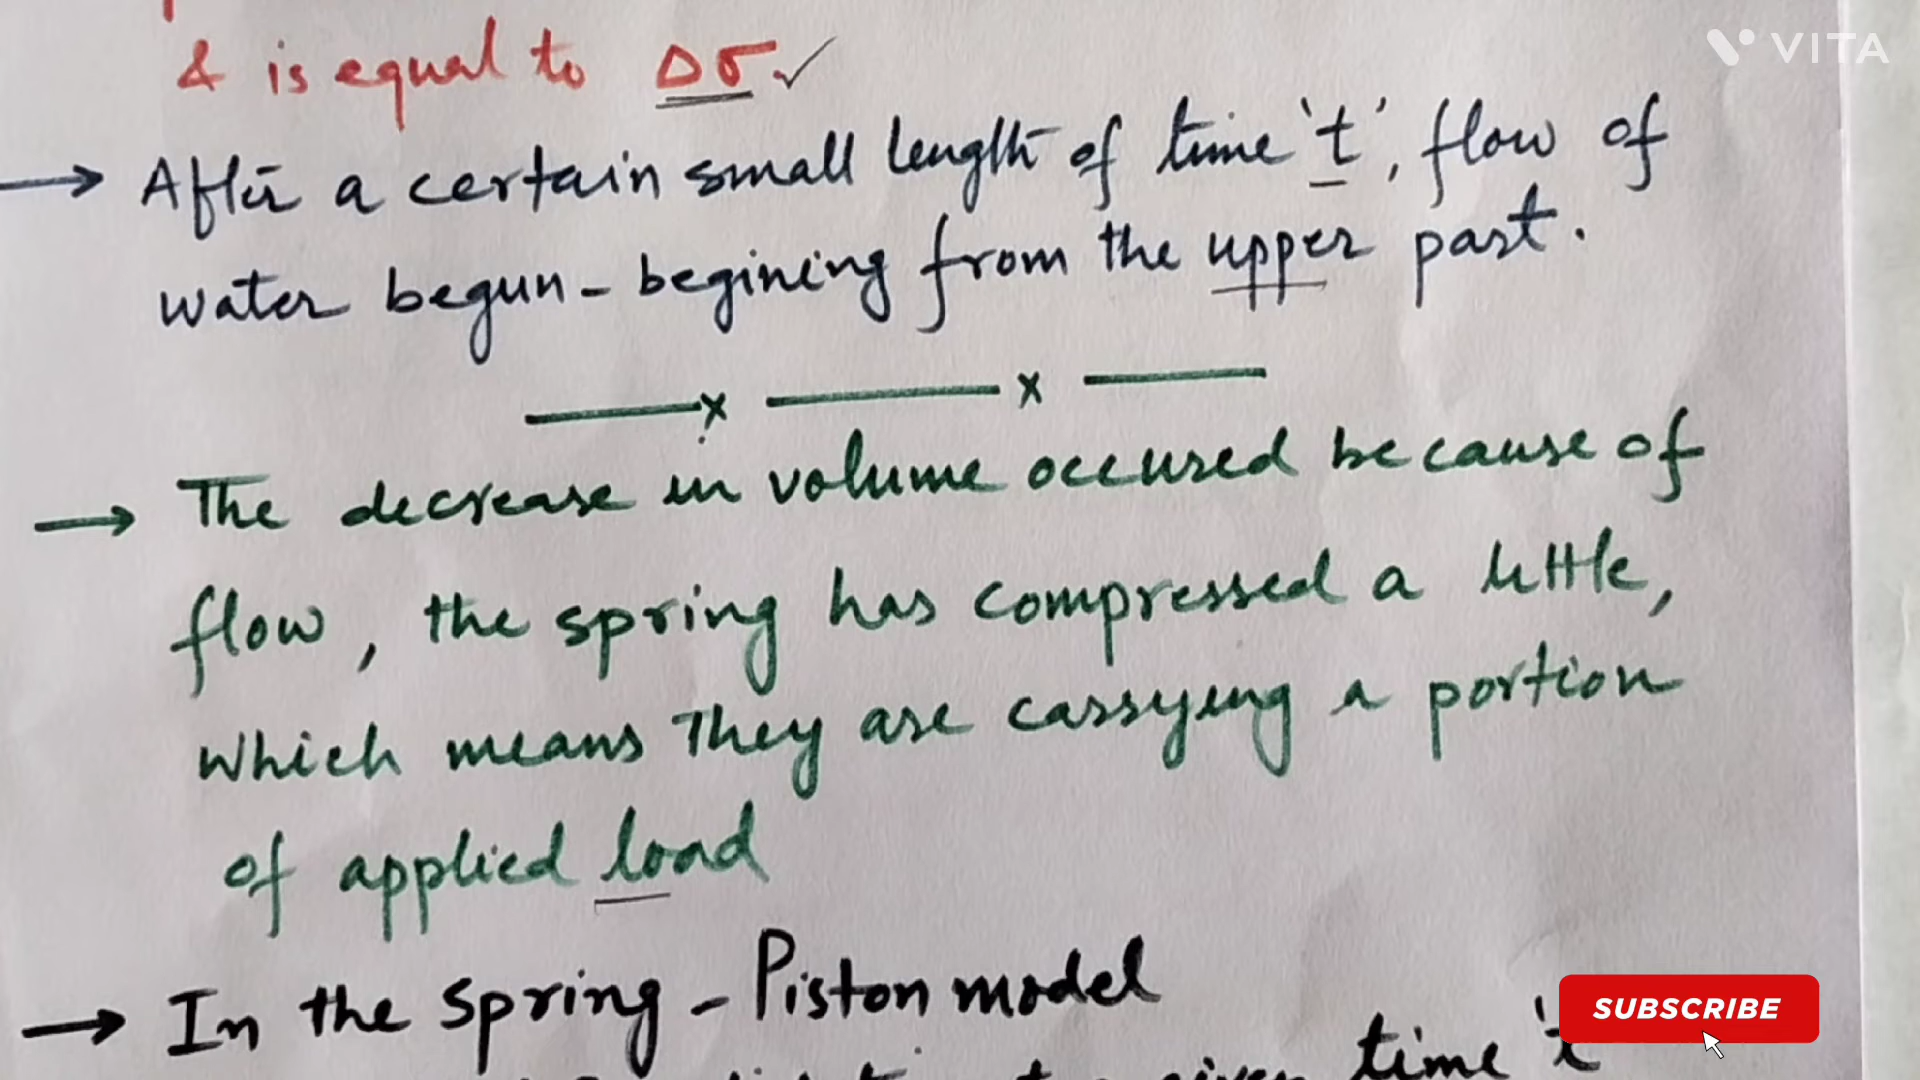 & is equal to Δσ ✓
VITA
→ After a certain small length of time 't', flow of
water begun - begining from the upper part.
—x —x —
→ The decrease in volume occured because of
flow, the spring has compressed a little,
which means they are carrying a portion
of applied load
→ In the spring - Piston model
given time 't
SUBSCRIBE